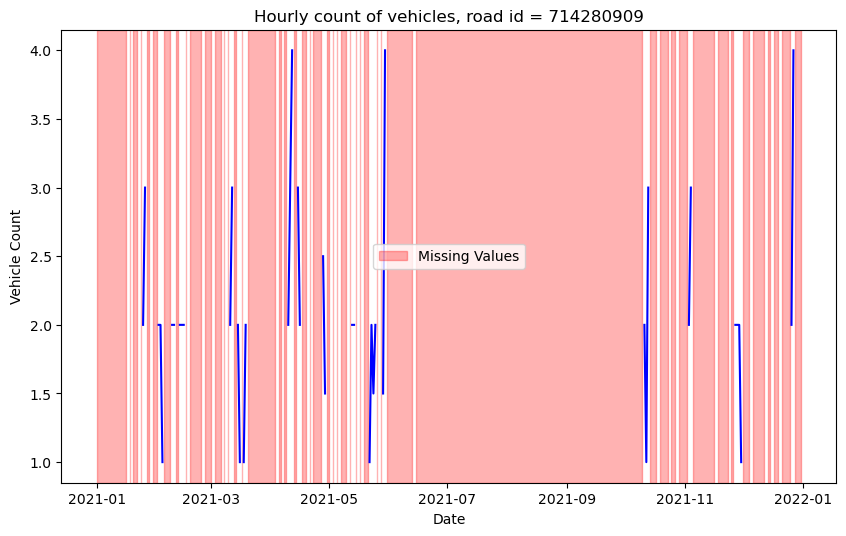 Hourly count of vehicles, road id = 714280909
4.0
3.5
3.0
2.5
2.0
1.5
1.0
Vehicle Count
Missing Values
2021-01 2021-03 2021-05 2021-07 2021-09 2021-11 2022-01
Date